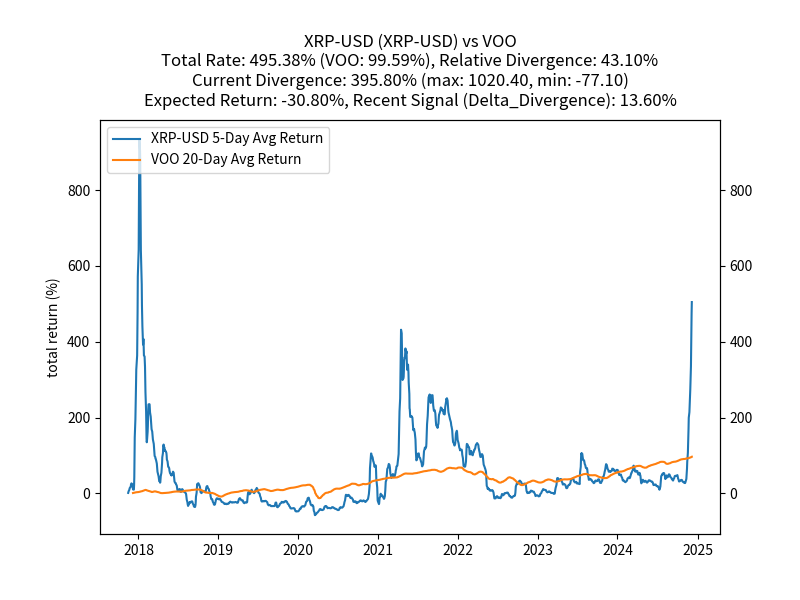 XRP-USD (XRP-USD) vs VOO
Total Rate: 495.38% (VOO: 99.59%), Relative Divergence: 43.10%
Current Divergence: 395.80% (max: 1020.40, min: -77.10)
Expected Return: -30.80%, Recent Signal (Delta_Divergence): 13.60%
XRP-USD 5-Day Avg Return
VOO 20-Day Avg Return
total return (%)
800 800
600 600
400 400
200 200
0 0
2018 2019 2020 2021 2022 2023 2024 2025